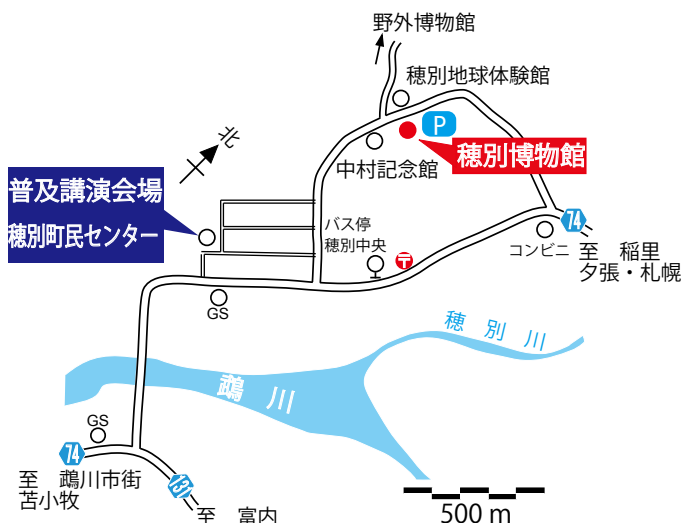 野外博物館
穂別地球体験館
P
北
中村記念館
穂別博物館
普及講演会場
穂別町民センター
バス停
穂別中央
〒
コンビニ
74
至 稲里
夕張・札幌
GS
穂別川
鵡川
GS
74
至 鵡川市街
苫小牧
131
至 富内
500 m